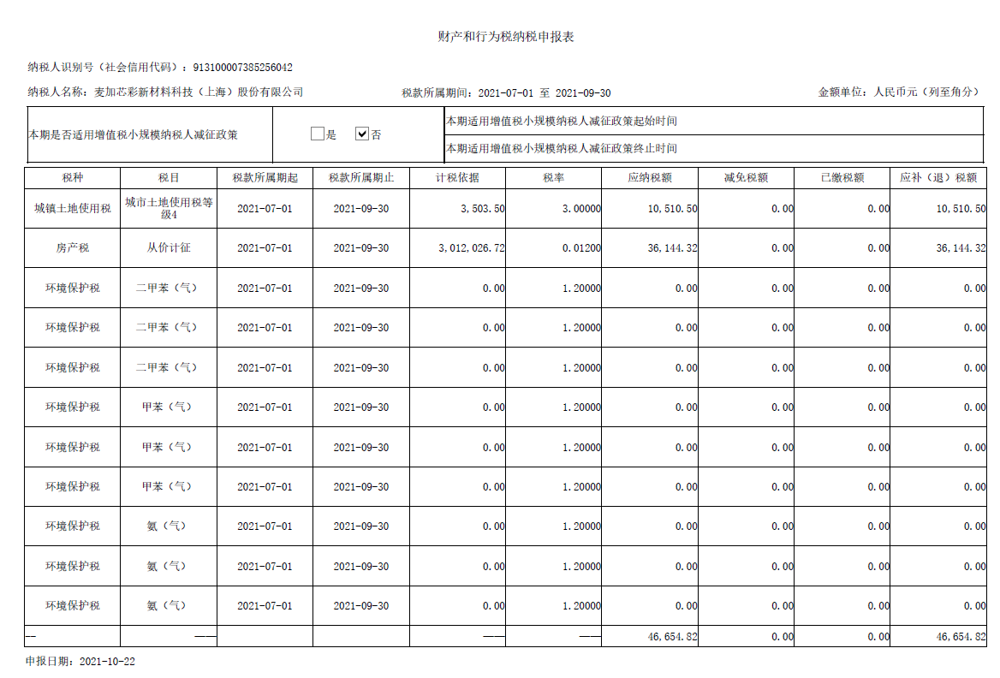 财产和行为税纳税申报表
纳税人识别号（社会信用代码）：913100007385256042
纳税人名称：麦加芯彩新材料科技（上海）股份有限公司 税款所属期间：2021-07-01 至 2021-09-30 金额单位：人民币元（列至角分）
本期是否适用增值税小规模纳税人减征政策 是 否 本期适用增值税小规模纳税人减征政策起始时间
本期适用增值税小规模纳税人减征政策终止时间
税种 税目 税款所属期起 税款所属期止 计税依据 税率 应纳税额 减免税额 已缴税额 应补（退）税额
城镇土地使用税 城市土地使用税等级4 2021-07-01 2021-09-30 3,503.50 3.00000 10,510.50 0.00 0.00 10,510.50
房产税 从价计征 2021-07-01 2021-09-30 3,012,026.72 0.01200 36,144.32 0.00 0.00 36,144.32
环境保护税 二甲苯（气） 2021-07-01 2021-09-30 0.00 1.20000 0.00 0.00 0.00 0.00
环境保护税 二甲苯（气） 2021-07-01 2021-09-30 0.00 1.20000 0.00 0.00 0.00 0.00
环境保护税 二甲苯（气） 2021-07-01 2021-09-30 0.00 1.20000 0.00 0.00 0.00 0.00
环境保护税 甲苯（气） 2021-07-01 2021-09-30 0.00 1.20000 0.00 0.00 0.00 0.00
环境保护税 甲苯（气） 2021-07-01 2021-09-30 0.00 1.20000 0.00 0.00 0.00 0.00
环境保护税 甲苯（气） 2021-07-01 2021-09-30 0.00 1.20000 0.00 0.00 0.00 0.00
环境保护税 氨（气） 2021-07-01 2021-09-30 0.00 1.20000 0.00 0.00 0.00 0.00
环境保护税 氨（气） 2021-07-01 2021-09-30 0.00 1.20000 0.00 0.00 0.00 0.00
环境保护税 氨（气） 2021-07-01 2021-09-30 0.00 1.20000 0.00 0.00 0.00 0.00
-- —— —— —— 46,654.82 0.00 0.00 46,654.82
申报日期：2021-10-22